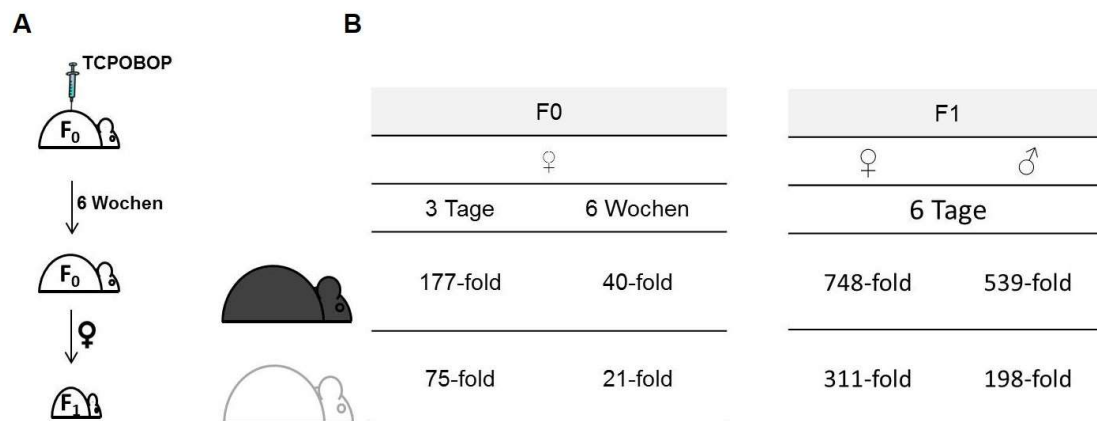 A
B
TCPOBOP
F0
6 Wochen
F0
♀
F1
F0
F1
♀
♀ ♂
3 Tage 6 Wochen
6 Tage
177-fold 40-fold
748-fold 539-fold
75-fold 21-fold
311-fold 198-fold